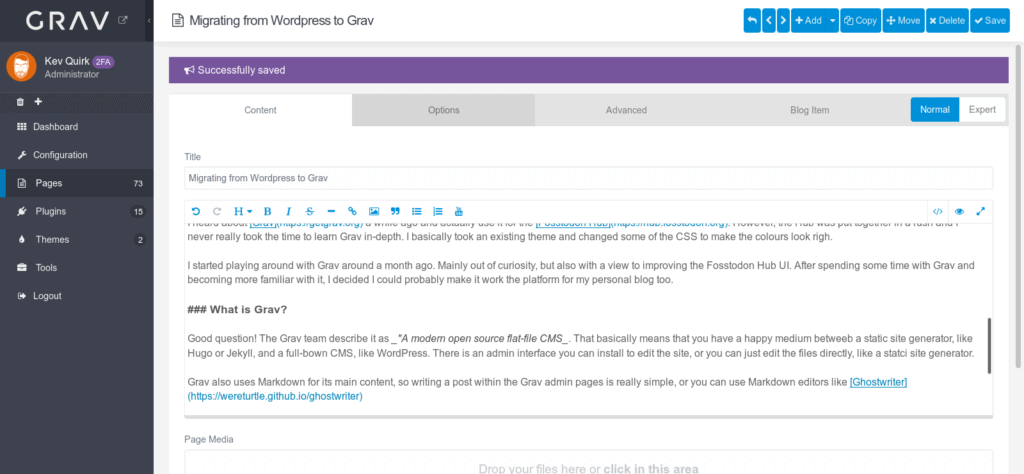 GRAV
Migrating from Wordpress to Grav
Add
Copy
Move
Delete
Save
Kev Quirk 2FA
Administrator
Dashboard
Configuration
Pages 73
Plugins 15
Themes 2
Tools
Logout
Successfully saved
Content
Options
Advanced
Blog Item
Normal
Expert
Title
Migrating from Wordpress to Grav
H B I S
I heard about [Grav](https://getgrav.org) a while ago and actually use it for the [Fosstodon Hub](https://hub.fosstodon.org). However, the Hub was put together in a rush and I
never really took the time to learn Grav in-depth. I basically took an existing theme and changed some of the CSS to make the colours look righ.
I started playing around with Grav around a month ago. Mainly out of curiosity, but also with a view to improving the Fosstodon Hub UI. After spending some time with Grav and
becoming more familiar with it, I decided I could probably make it work the platform for my personal blog too.
### What is Grav?
Good question! The Grav team describe it as _"A modern open source flat-file CMS_. That basically means that you have a happy medium betweeb a static site generator, like
Hugo or Jekyll, and a full-bown CMS, like WordPress. There is an admin interface you can install to edit the site, or you can just edit the files directly, like a statci site generator.
Grav also uses Markdown for its main content, so writing a post within the Grav admin pages is really simple, or you can use Markdown editors like [Ghostwriter]
(https://wereturtle.github.io/ghostwriter)
Page Media
Drop your files here or click in this area